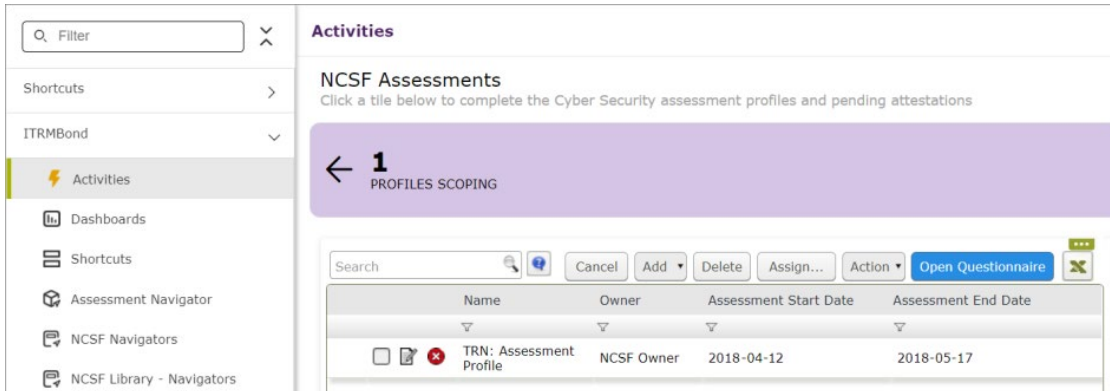 Filter
Shortcuts
ITRMBond
Activities
Dashboards
Shortcuts
Assessment Navigator
NCSF Navigators
NCSF Library - Navigators
Activities
NCSF Assessments
Click a tile below to complete the Cyber Security assessment profiles and pending attestations
1
PROFILES SCOPING
Search Cancel Add Delete Assign... Action Open Questionnaire
Name Owner Assessment Start Date Assessment End Date
TRN: Assessment
Profile NCSF Owner 2018-04-12 2018-05-17